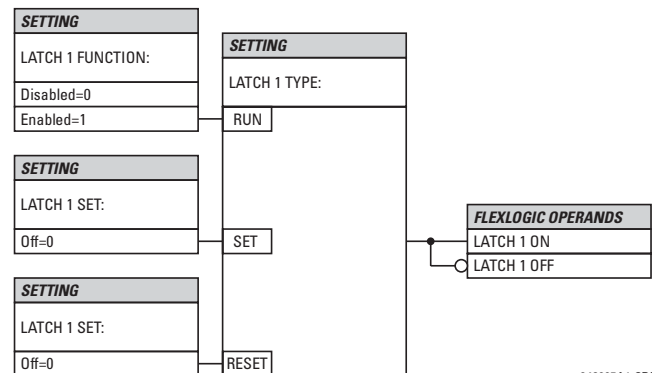 SETTING
LATCH 1 FUNCTION:
Disabled=0
Enabled=1
SETTING
LATCH 1 TYPE:
RUN
SETTING
LATCH 1 SET:
Off=0
SET
SETTING
LATCH 1 SET:
Off=0
RESET
FLEXLOGIC OPERANDS
LATCH 1 ON
LATCH 1 OFF